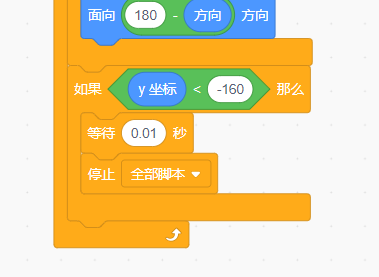 面向 180 - 方向 方向
如果 y 坐标 < -160 那么
等待 0.01 秒
停止 全部脚本